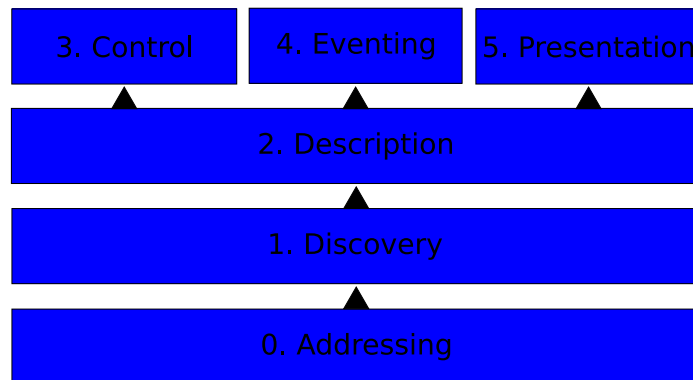 3. Control
4. Eventing
5. Presentation
2. Description
1. Discovery
0. Addressing